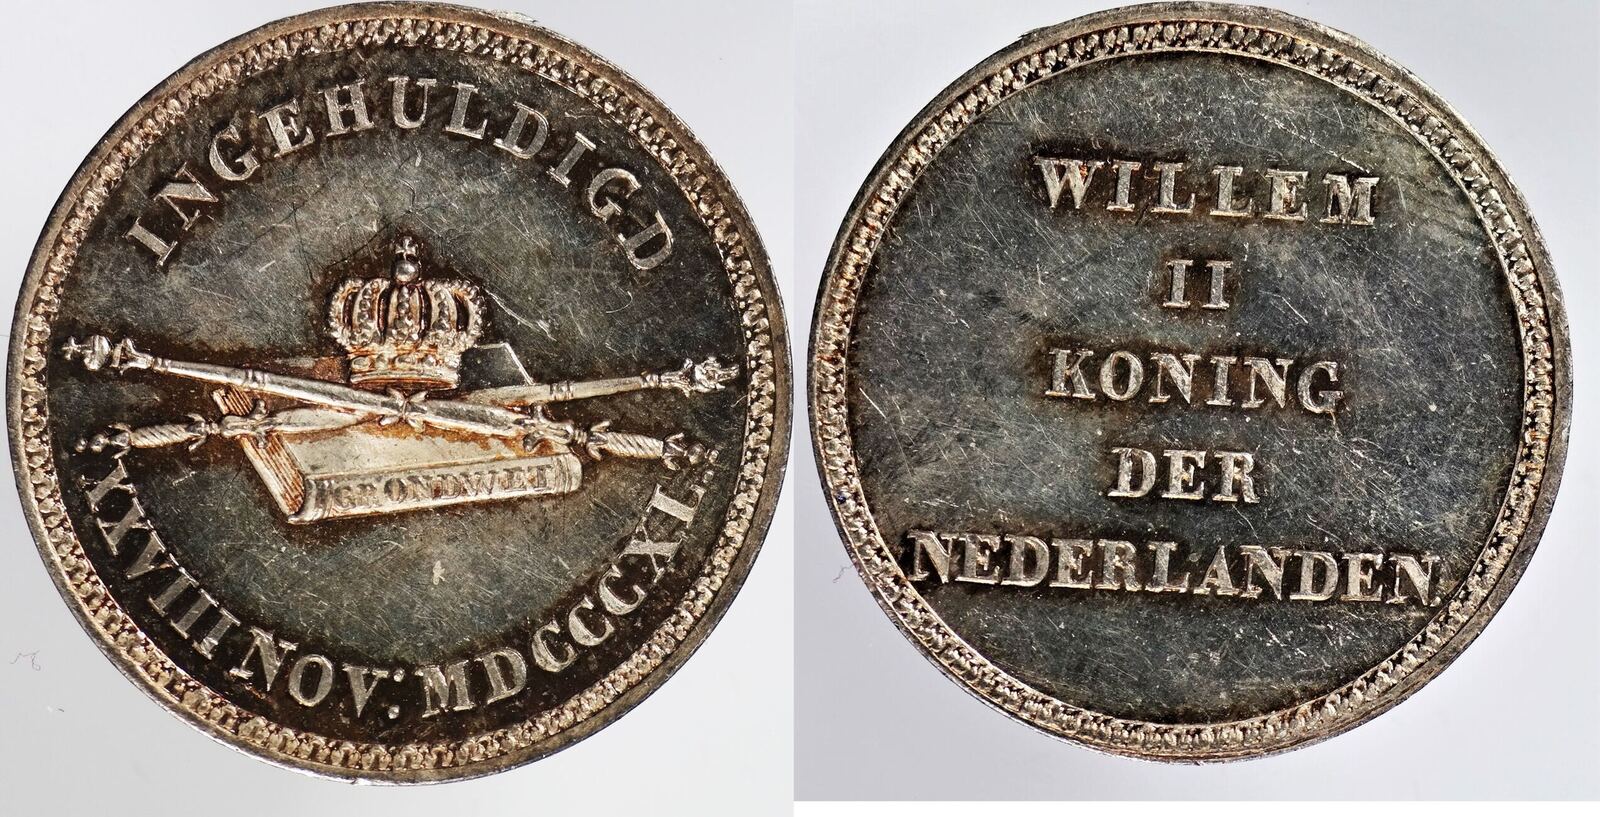 INGEHULDIGD
GRONDWET
XXVIII NOV: MDCCCXL.
WILLEM
II
KONING
DER
NEDERLANDEN.